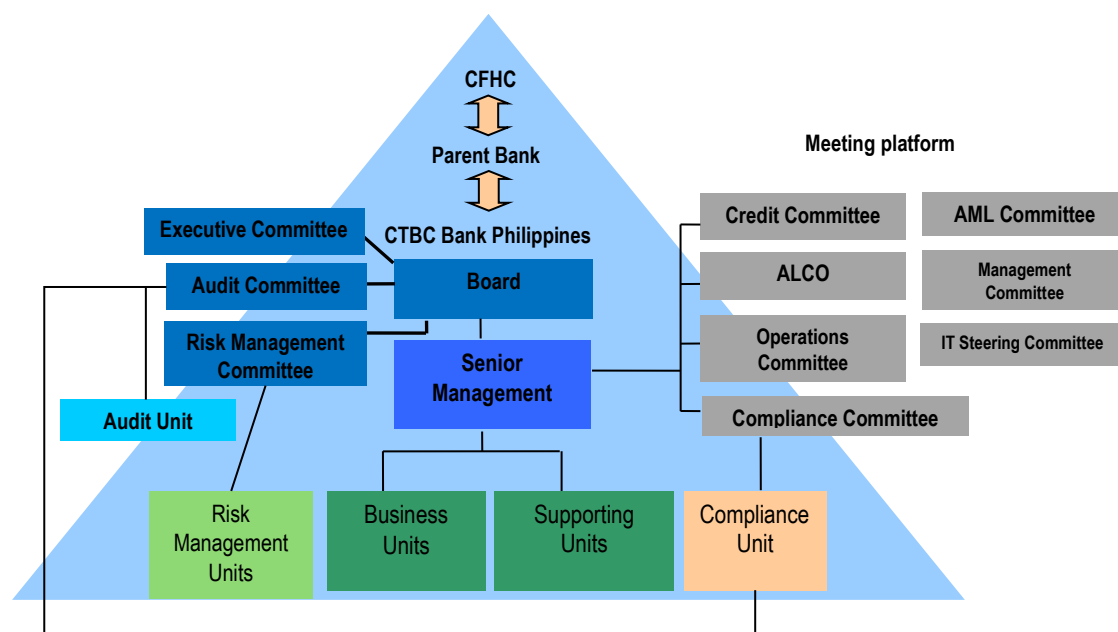 CFHC
Parent Bank
CTBC Bank Philippines
Meeting platform
Executive Committee
Audit Committee
Risk Management
Committee
Board
Senior
Management
Audit Unit
Credit Committee
AML Committee
ALCO
Management
Committee
Operations
Committee
IT Steering Committee
Compliance Committee
Risk
Management
Units
Business
Units
Supporting
Units
Compliance
Unit